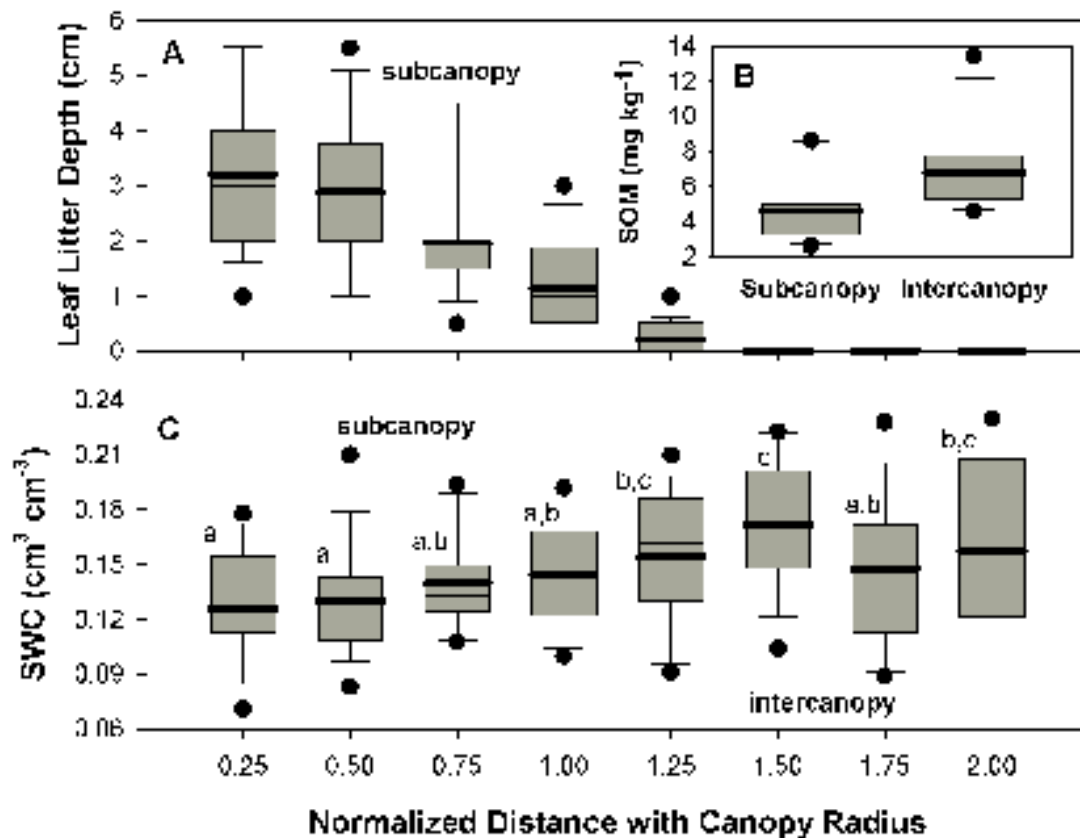 A
subcanopy
Leaf Litter Depth (cm)
6
5
4
3
2
1
0
B
SOM (mg kg⁻¹)
14
12
10
8
6
4
2
Subcanopy Intercanopy
C
subcanopy
SWC (cm³ cm⁻³)
0.24
0.21
0.18
0.15
0.12
0.09
0.06
a
a
a.b
a,b
b,c
c
a.b
b,c
intercanopy
0.25 0.50 0.75 1.00 1.25 1.50 1.75 2.00
Normalized Distance with Canopy Radius